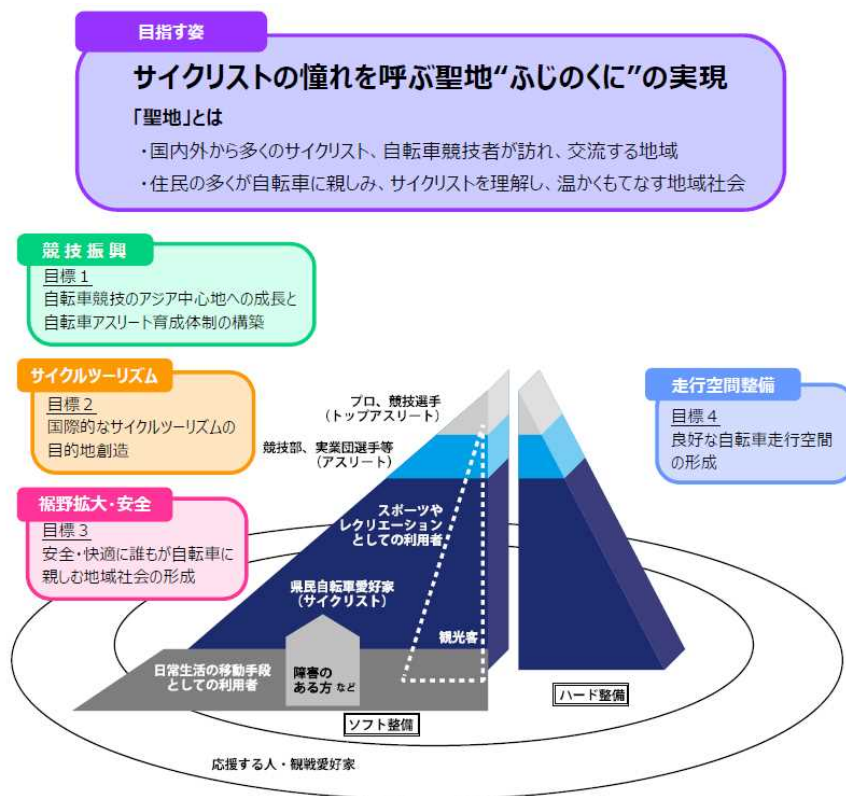 目指す姿
サイクリストの憧れを呼ぶ聖地“ふじのくに”の実現
「聖地」とは
・国内外から多くのサイクリスト、自転車競技者が訪れ、交流する地域
・住民の多くが自転車に親しみ、サイクリストを理解し、温かくもてなす地域社会
競技振興
目標１
自転車競技のアジア中心地への成長と
自転車アスリート育成体制の構築
サイクルツーリズム
目標２
国際的なサイクルツーリズムの
目的地創造
裾野拡大・安全
目標３
安全・快適に誰もが自転車に
親しむ地域社会の形成
走行空間整備
目標４
良好な自転車走行空間
の形成
プロ、競技選手
（トップアスリート）
競技部、実業団選手等
（アスリート）
スポーツや
レクリエーション
としての利用者
県民自転車愛好家
（サイクリスト）
観光客
日常生活の移動手段
としての利用者
障害の
ある方 など
ソフト整備
ハード整備
応援する人・観戦愛好家